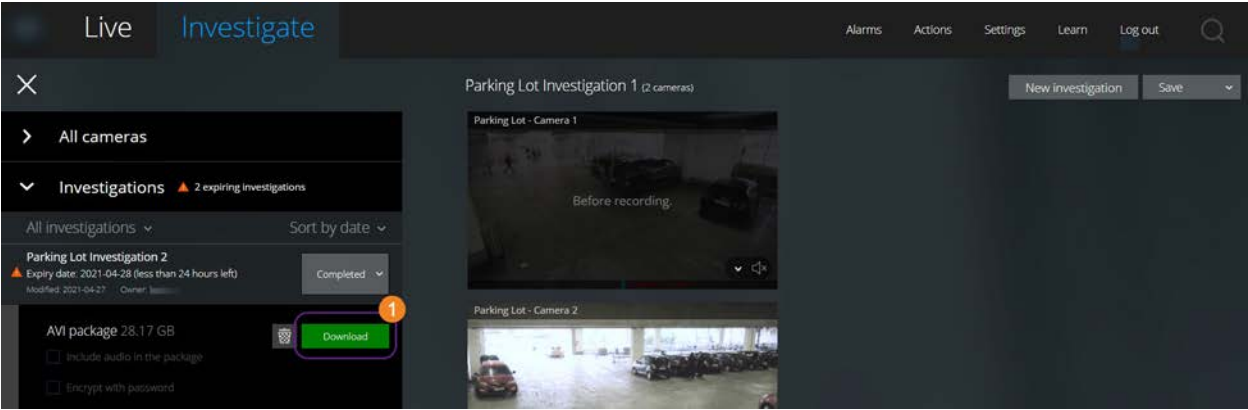 Live Investigate Alarms Actions Settings Learn Log out
Parking Lot Investigation 1 (2 cameras) New investigation Save
All cameras
Investigations 2 expiring investigations
All investigations Sort by date
Parking Lot Investigation 2
Expiry date: 2021-04-28 (less than 24 hours left)
Modified: 2021-04-27 Owner:
Completed
1
AVI package 28.17 GB Download
Include audio in the package
Encrypt with password
Parking Lot - Camera 1
Before recording.
Parking Lot - Camera 2